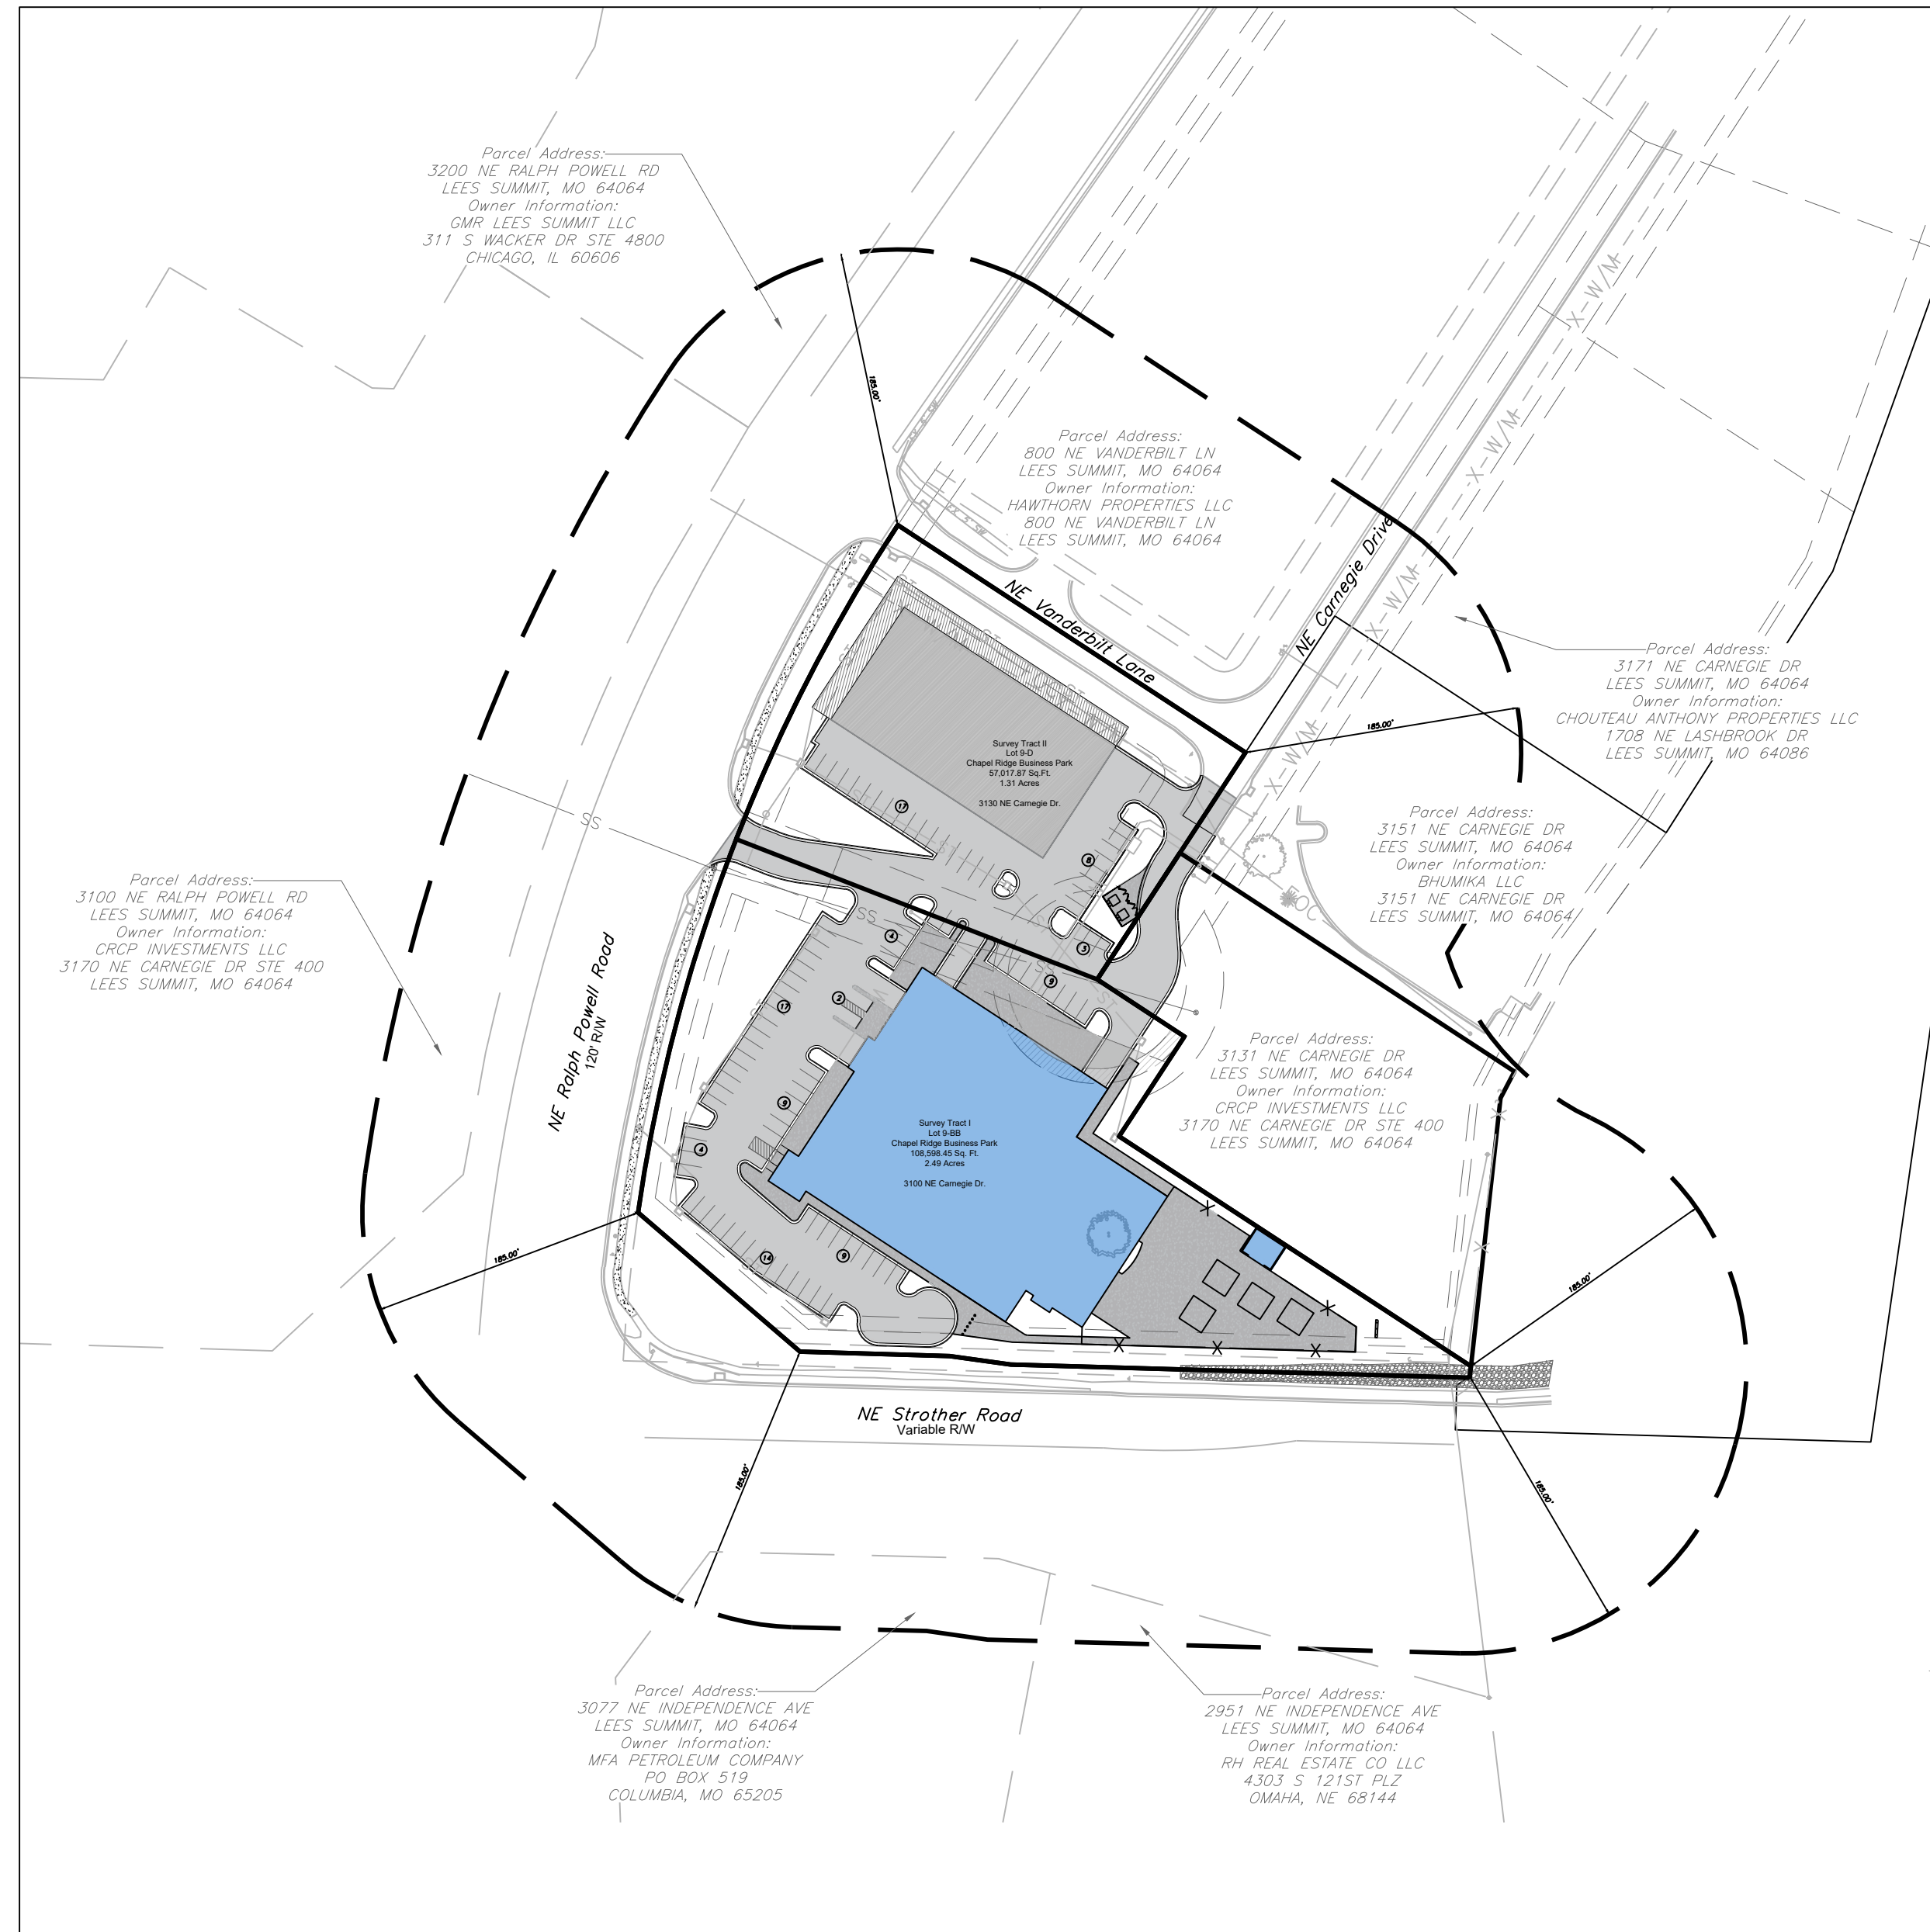 Parcel Address:
3200 NE RALPH POWELL RD
LEES SUMMIT, MO 64064
Owner Information:
GMR LEES SUMMIT LLC
311 S WACKER DR STE 4800
CHICAGO, IL 60606
185.00'
Parcel Address:
800 NE VANDERBILT LN
LEES SUMMIT, MO 64064
Owner Information:
HAWTHORN PROPERTIES LLC
800 NE VANDERBILT LN
LEES SUMMIT, MO 64064
NE Vanderbilt Lane
NE Carnegie Drive
X-W/M
X-W/M
X-W/M
X-W/M
X-W/M
Parcel Address:
3171 NE CARNEGIE DR
LEES SUMMIT, MO 64064
Owner Information:
CHOUTEAU ANTHONY PROPERTIES LLC
1708 NE LASHBROOK DR
LEES SUMMIT, MO 64086
185.00'
Survey Tract II
Lot 9-D
Chapel Ridge Business Park
57,017.87 Sq.Ft.
1.31 Acres
3130 NE Carnegie Dr.
17
8
Parcel Address:
3151 NE CARNEGIE DR
LEES SUMMIT, MO 64064
Owner Information:
BHUMIKA LLC
3151 NE CARNEGIE DR
LEES SUMMIT, MO 64064
SS
Parcel Address:
3100 NE RALPH POWELL RD
LEES SUMMIT, MO 64064
Owner Information:
CRCP INVESTMENTS LLC
3170 NE CARNEGIE DR STE 400
LEES SUMMIT, MO 64064
NE Ralph Powell Road
120' R/W
SS
4
SS
9
ST
17
9
4
14
9
Parcel Address:
3131 NE CARNEGIE DR
LEES SUMMIT, MO 64064
Owner Information:
CRCP INVESTMENTS LLC
3170 NE CARNEGIE DR STE 400
LEES SUMMIT, MO 64064
Survey Tract I
Lot 9-BB
Chapel Ridge Business Park
108,598.45 Sq. Ft.
2.49 Acres
3100 NE Carnegie Dr.
185.00'
185.00'
NE Strother Road
Variable R/W
185.00'
185.00'
Parcel Address:
3077 NE INDEPENDENCE AVE
LEES SUMMIT, MO 64064
Owner Information:
MFA PETROLEUM COMPANY
PO BOX 519
COLUMBIA, MO 65205
Parcel Address:
2951 NE INDEPENDENCE AVE
LEES SUMMIT, MO 64064
Owner Information:
RH REAL ESTATE CO LLC
4303 S 121ST PLZ
OMAHA, NE 68144